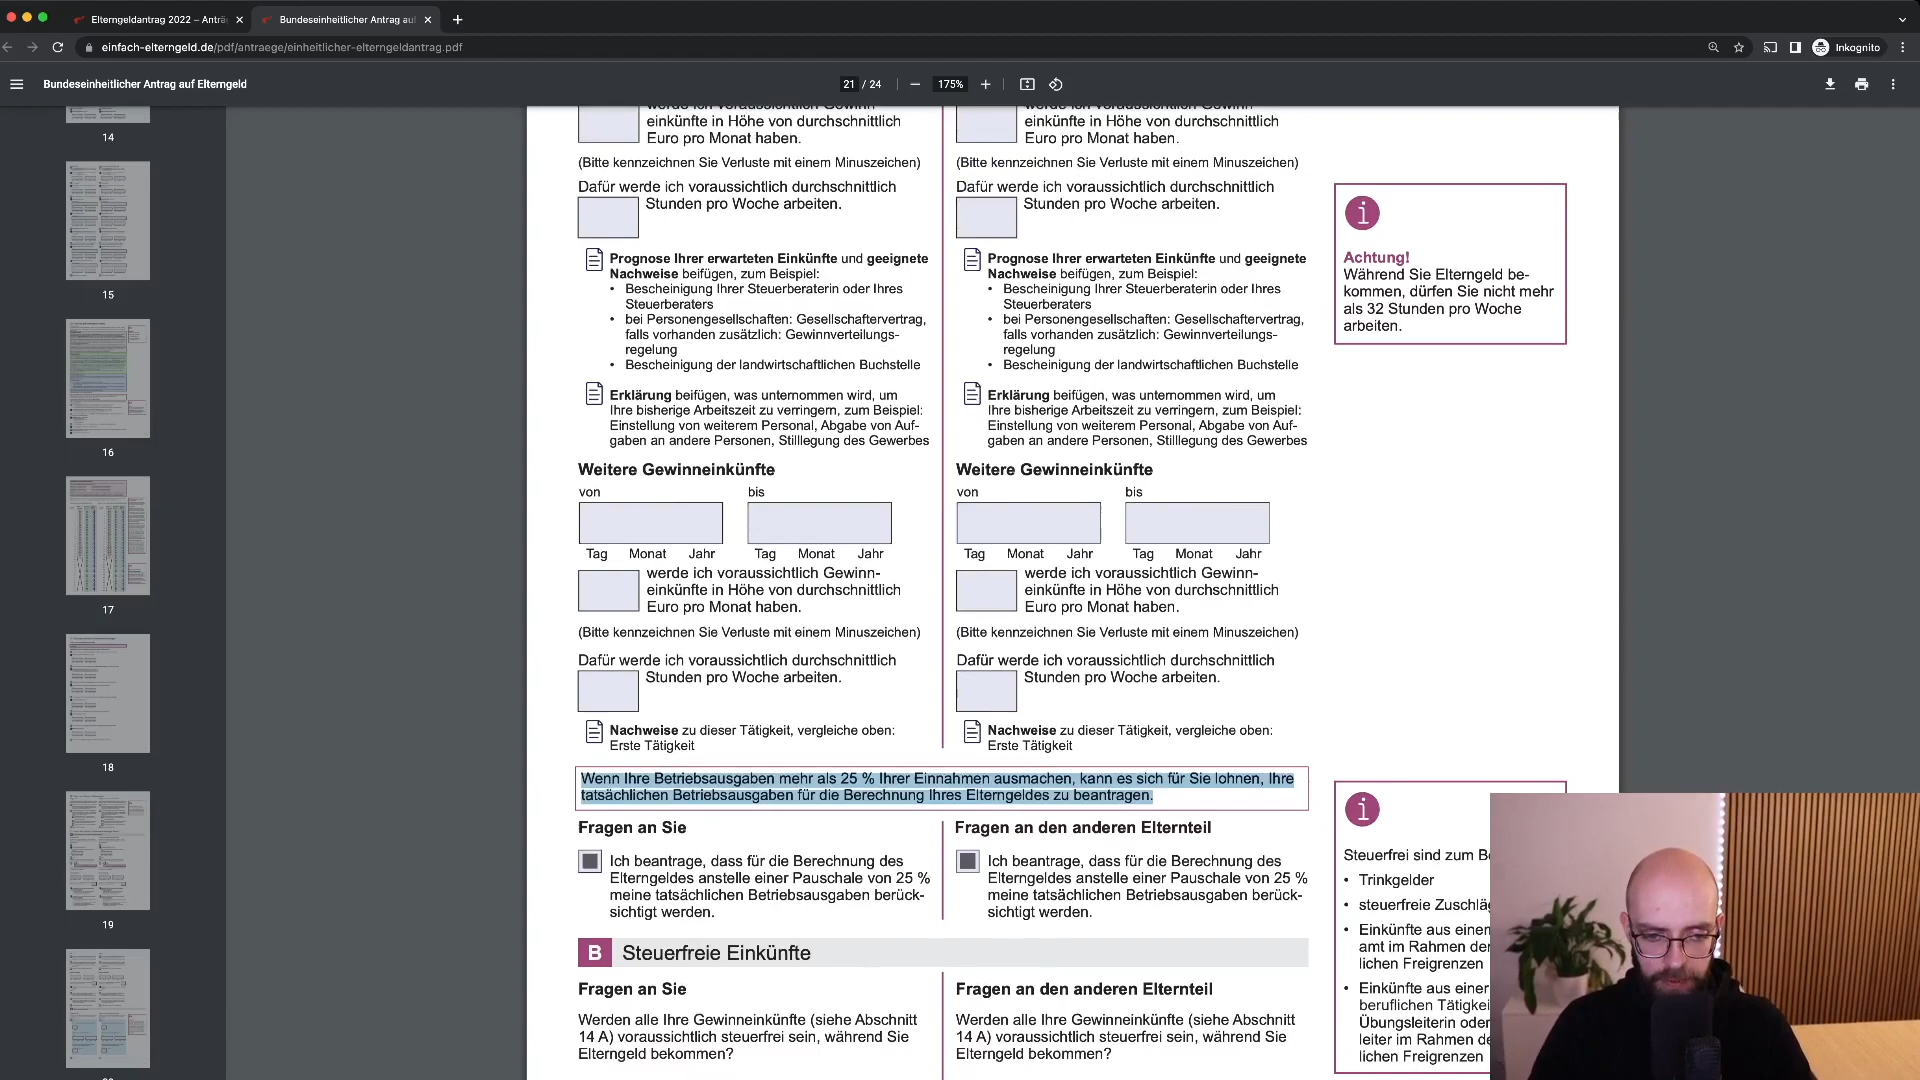 Elterngeldantrag 2022 – Anträ
Bundeseinheitlicher Antrag auf
einfach-elterngeld.de/pdf/antraege/einheitlicher-elterngeldantrag.pdf
Inkognito
Bundeseinheitlicher Antrag auf Elterngeld
21 / 24
175%
14
15
16
17
18
19
einkünfte in Höhe von durchschnittlich
Euro pro Monat haben.
(Bitte kennzeichnen Sie Verluste mit einem Minuszeichen)
Dafür werde ich voraussichtlich durchschnittlich
Stunden pro Woche arbeiten.
Prognose Ihrer erwarteten Einkünfte und geeignete
Nachweise beifügen, zum Beispiel:
• Bescheinigung Ihrer Steuerberaterin oder Ihres
Steuerberaters
• bei Personengesellschaften: Gesellschaftervertrag,
falls vorhanden zusätzlich: Gewinnverteilungs-
regelung
• Bescheinigung der landwirtschaftlichen Buchstelle
Erklärung beifügen, was unternommen wird, um
Ihre bisherige Arbeitszeit zu verringern, zum Beispiel:
Einstellung von weiterem Personal, Abgabe von Auf-
gaben an andere Personen, Stilllegung des Gewerbes
Weitere Gewinneinkünfte
von bis
Tag Monat Jahr Tag Monat Jahr
werde ich voraussichtlich Gewinn-
einkünfte in Höhe von durchschnittlich
Euro pro Monat haben.
(Bitte kennzeichnen Sie Verluste mit einem Minuszeichen)
Dafür werde ich voraussichtlich durchschnittlich
Stunden pro Woche arbeiten.
Nachweise zu dieser Tätigkeit, vergleiche oben:
Erste Tätigkeit
einkünfte in Höhe von durchschnittlich
Euro pro Monat haben.
(Bitte kennzeichnen Sie Verluste mit einem Minuszeichen)
Dafür werde ich voraussichtlich durchschnittlich
Stunden pro Woche arbeiten.
Prognose Ihrer erwarteten Einkünfte und geeignete
Nachweise beifügen, zum Beispiel:
• Bescheinigung Ihrer Steuerberaterin oder Ihres
Steuerberaters
• bei Personengesellschaften: Gesellschaftervertrag,
falls vorhanden zusätzlich: Gewinnverteilungs-
regelung
• Bescheinigung der landwirtschaftlichen Buchstelle
Erklärung beifügen, was unternommen wird, um
Ihre bisherige Arbeitszeit zu verringern, zum Beispiel:
Einstellung von weiterem Personal, Abgabe von Auf-
gaben an andere Personen, Stilllegung des Gewerbes
Weitere Gewinneinkünfte
von bis
Tag Monat Jahr Tag Monat Jahr
werde ich voraussichtlich Gewinn-
einkünfte in Höhe von durchschnittlich
Euro pro Monat haben.
(Bitte kennzeichnen Sie Verluste mit einem Minuszeichen)
Dafür werde ich voraussichtlich durchschnittlich
Stunden pro Woche arbeiten.
Nachweise zu dieser Tätigkeit, vergleiche oben:
Erste Tätigkeit
i
Achtung!
Während Sie Elterngeld be-
kommen, dürfen Sie nicht mehr
als 32 Stunden pro Woche
arbeiten.
Wenn Ihre Betriebsausgaben mehr als 25 % Ihrer Einnahmen ausmachen, kann es sich für Sie lohnen, Ihre
tatsächlichen Betriebsausgaben für die Berechnung Ihres Elterngeldes zu beantragen.
Fragen an Sie
Ich beantrage, dass für die Berechnung des
Elterngeldes anstelle einer Pauschale von 25 %
meine tatsächlichen Betriebsausgaben berück-
sichtigt werden.
Fragen an den anderen Elternteil
Ich beantrage, dass für die Berechnung des
Elterngeldes anstelle einer Pauschale von 25 %
meine tatsächlichen Betriebsausgaben berück-
sichtigt werden.
B Steuerfreie Einkünfte
Fragen an Sie
Werden alle Ihre Gewinneinkünfte (siehe Abschnitt
14 A) voraussichtlich steuerfrei sein, während Sie
Elterngeld bekommen?
Fragen an den anderen Elternteil
Werden alle Ihre Gewinneinkünfte (siehe Abschnitt
14 A) voraussichtlich steuerfrei sein, während Sie
Elterngeld bekommen?
i
Steuerfrei sind zum B
• Trinkgelder
• steuerfreie Zuschlä
• Einkünfte aus einer
amt im Rahmen der
lichen Freigrenzen
• Einkünfte aus einer
beruflichen Tätigkei
Übungsleiterin oder
leiter im Rahmen de
lichen Freigrenzen